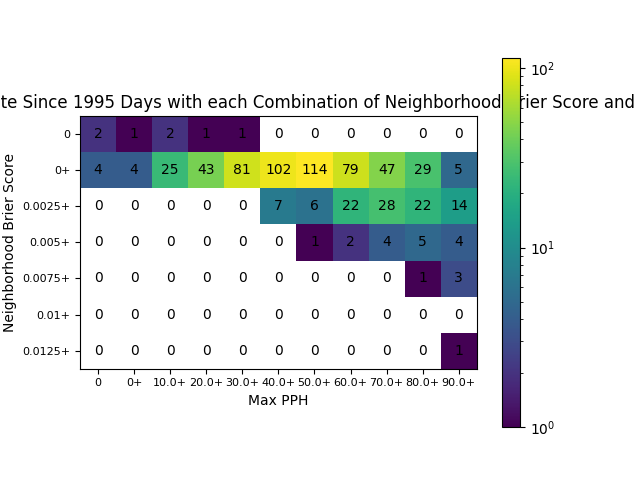 te Since 1995 Days with each Combination of Neighborhood Brier Score and
Neighborhood Brier Score
0 2 1 2 1 1 0 0 0 0 0 0
0+ 4 4 25 43 81 102 114 79 47 29 5
0.0025+ 0 0 0 0 0 7 6 22 28 22 14
0.005+ 0 0 0 0 0 0 1 2 4 5 4
0.0075+ 0 0 0 0 0 0 0 0 0 1 3
0.01+ 0 0 0 0 0 0 0 0 0 0 0
0.0125+ 0 0 0 0 0 0 0 0 0 0 1
0 0+ 10.0+ 20.0+ 30.0+ 40.0+ 50.0+ 60.0+ 70.0+ 80.0+ 90.0+
Max PPH
10²
10¹
10⁰